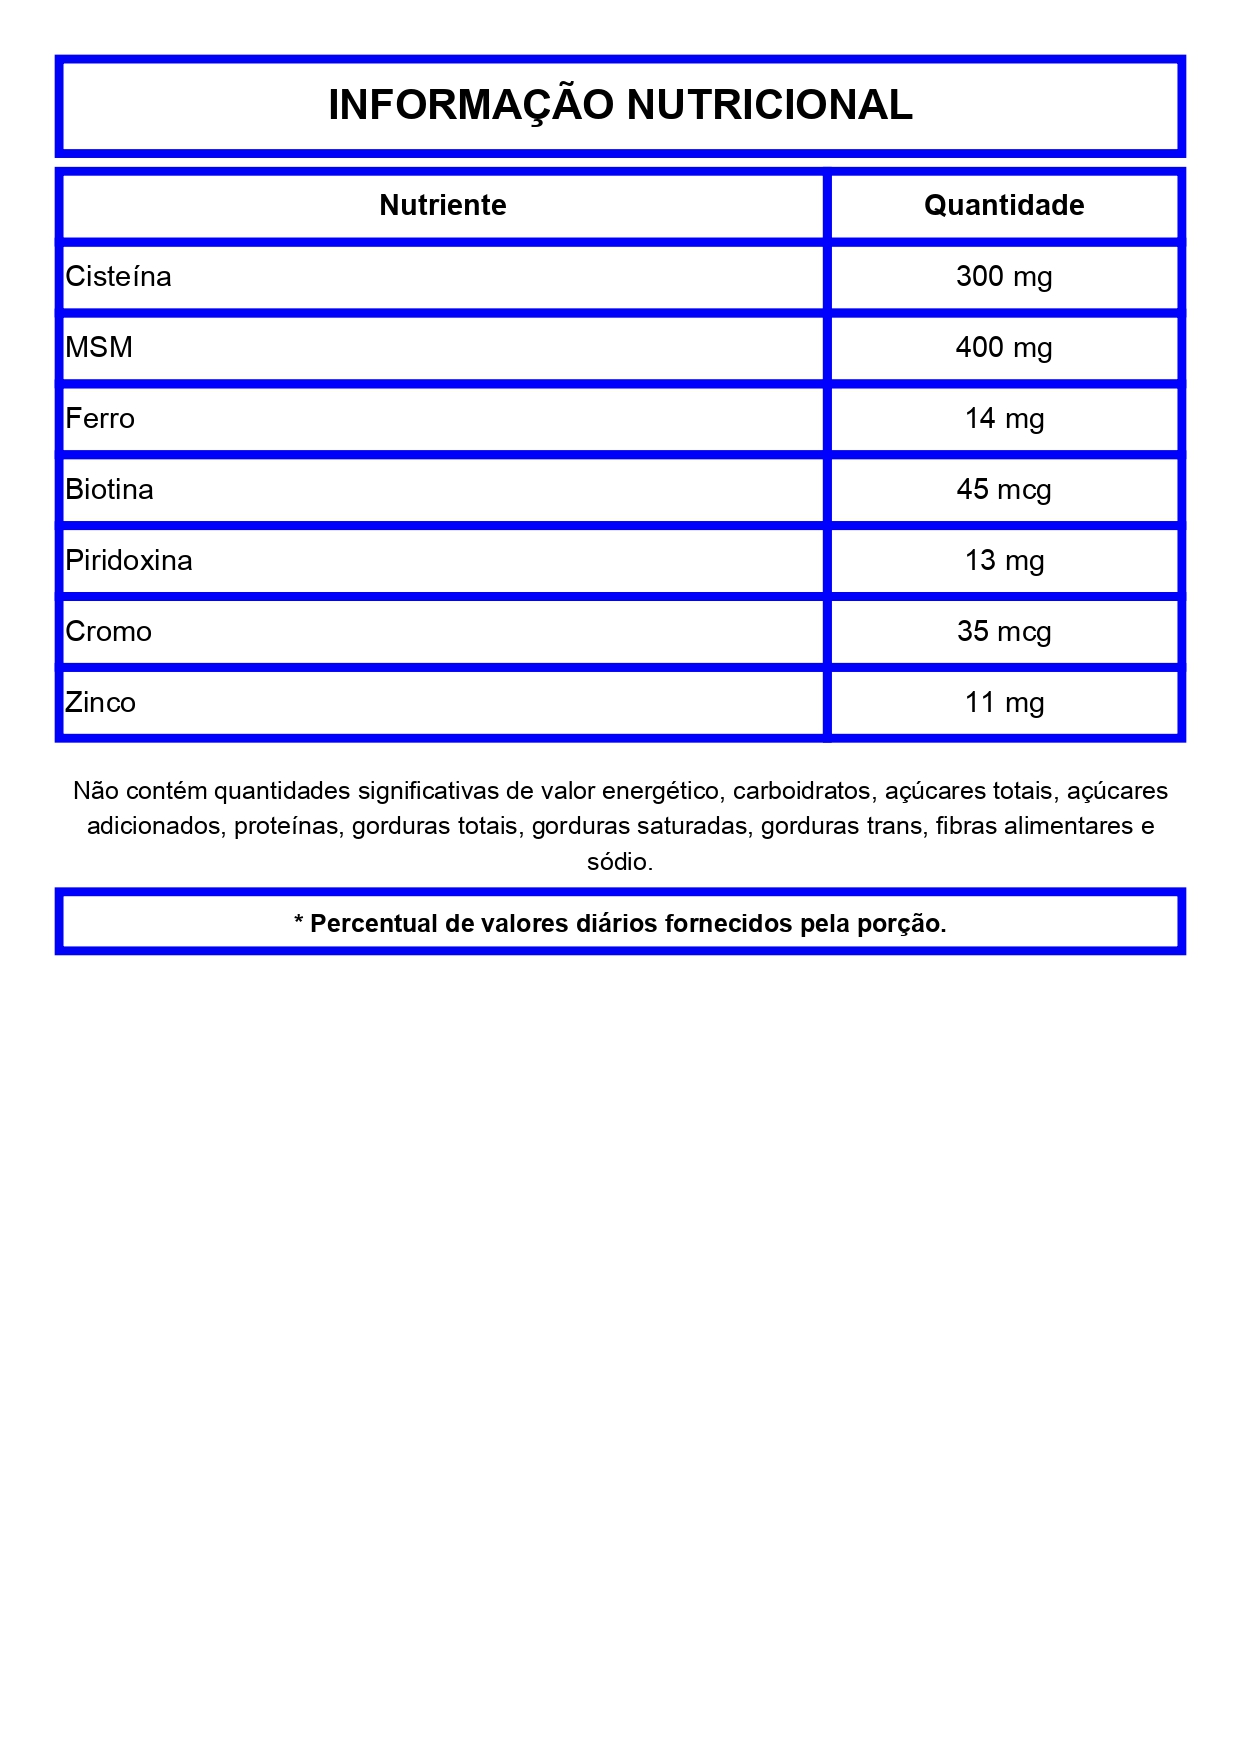 INFORMAÇÃO NUTRICIONAL
Nutriente Quantidade
Cisteína 300 mg
MSM 400 mg
Ferro 14 mg
Biotina 45 mcg
Piridoxina 13 mg
Cromo 35 mcg
Zinco 11 mg
Não contém quantidades significativas de valor energético, carboidratos, açúcares totais, açúcares
adicionados, proteínas, gorduras totais, gorduras saturadas, gorduras trans, fibras alimentares e
sódio.
* Percentual de valores diários fornecidos pela porção.